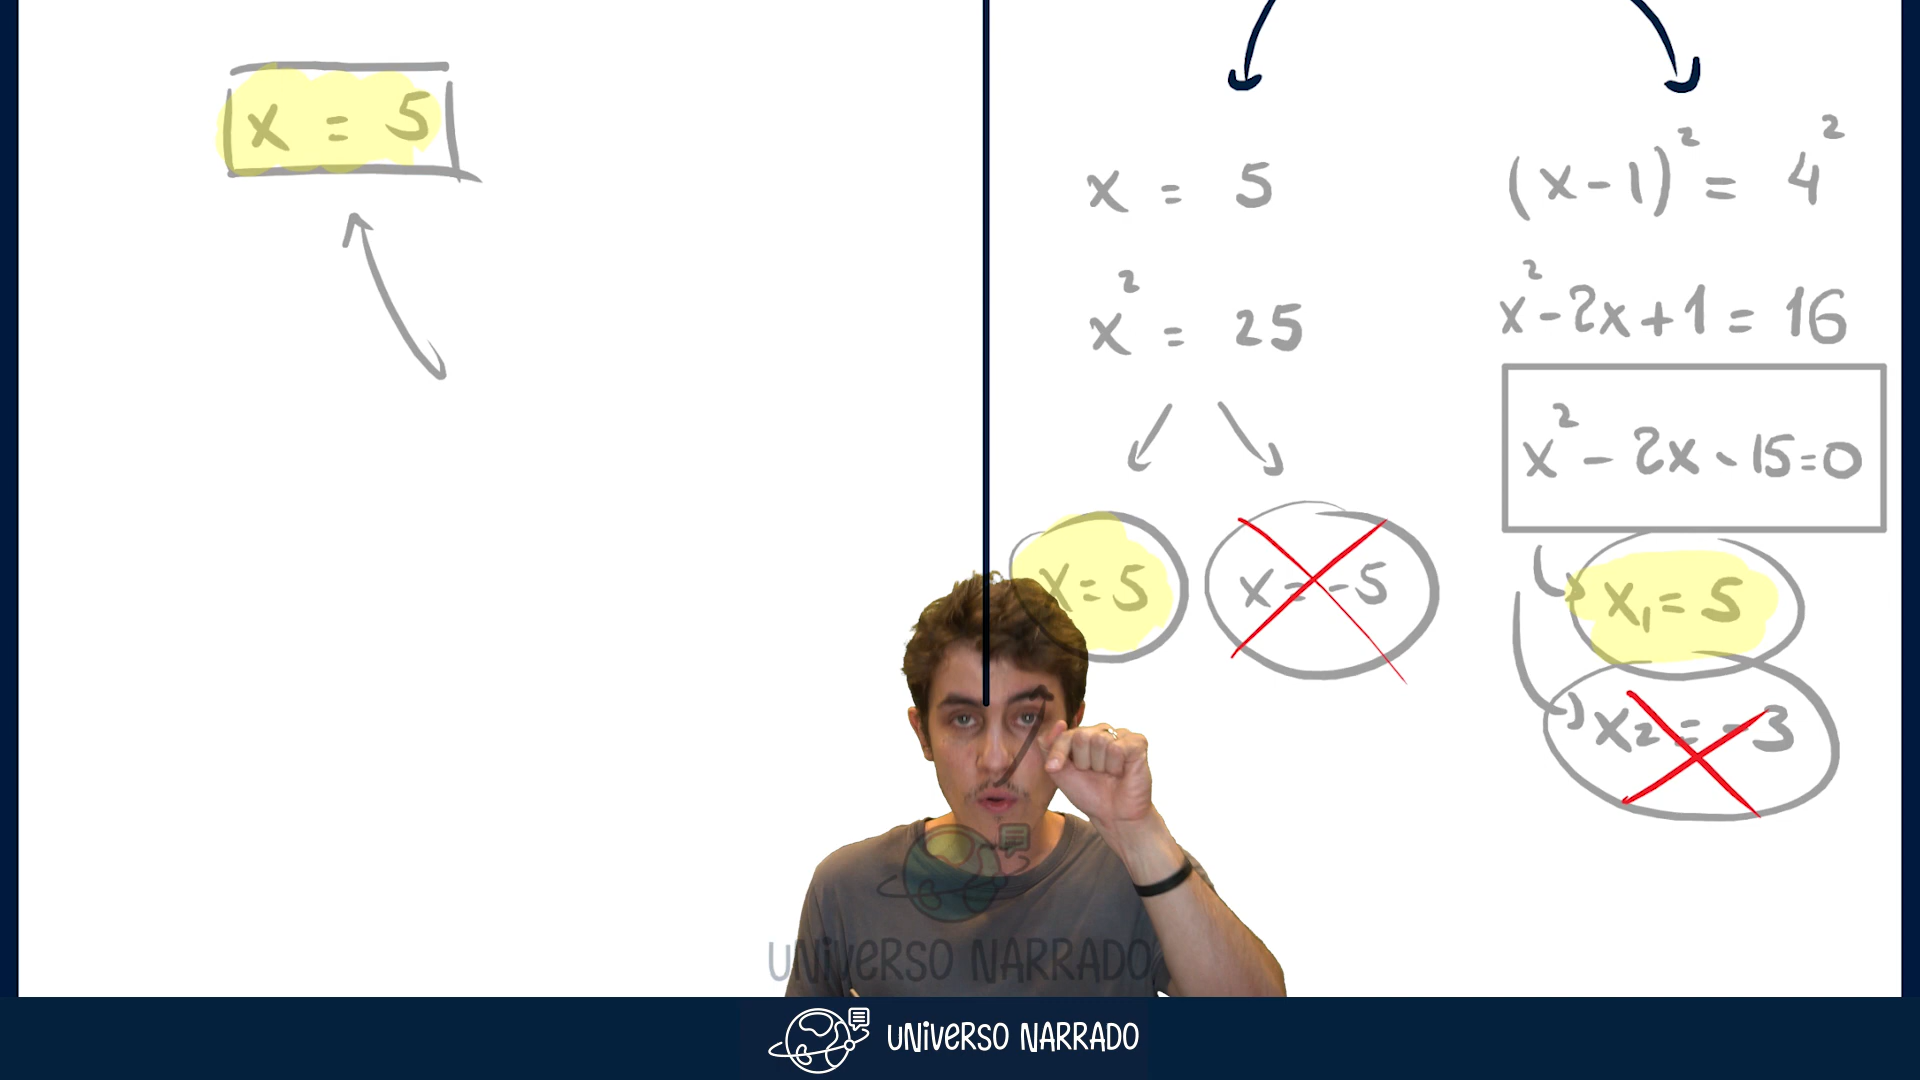 x = 5
x = 5
x² = 25
x = 5
x = -5
(x - 1)² = 4²
x² - 2x + 1 = 16
x² - 2x - 15 = 0
x₁ = 5
x₂ = -3
UNIVERSO NARRADO
UNIVERSO NARRADO